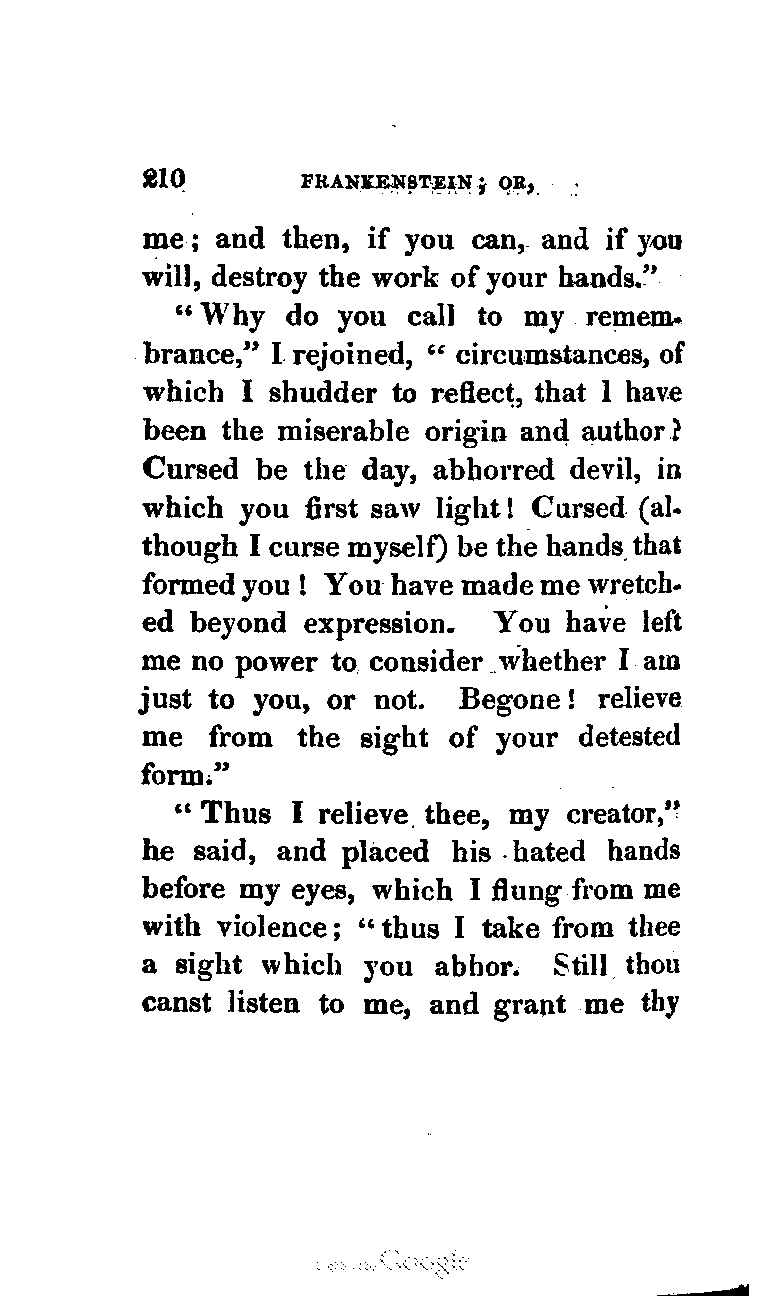 210 FRANKENSTEIN; OR,
me; and then, if you can, and if you
will, destroy the work of your hands."
"Why do you call to my remem-
brance," I rejoined, "circumstances, of
which I shudder to reflect, that I have
been the miserable origin and author?
Cursed be the day, abhorred devil, in
which you first saw light! Cursed (al-
though I curse myself) be the hands that
formed you! You have made me wretch-
ed beyond expression. You have left
me no power to consider whether I am
just to you, or not. Begone! relieve
me from the sight of your detested
form."
"Thus I relieve thee, my creator,"
he said, and placed his hated hands
before my eyes, which I flung from me
with violence; "thus I take from thee
a sight which you abhor. Still thou
canst listen to me, and grant me thy
Google